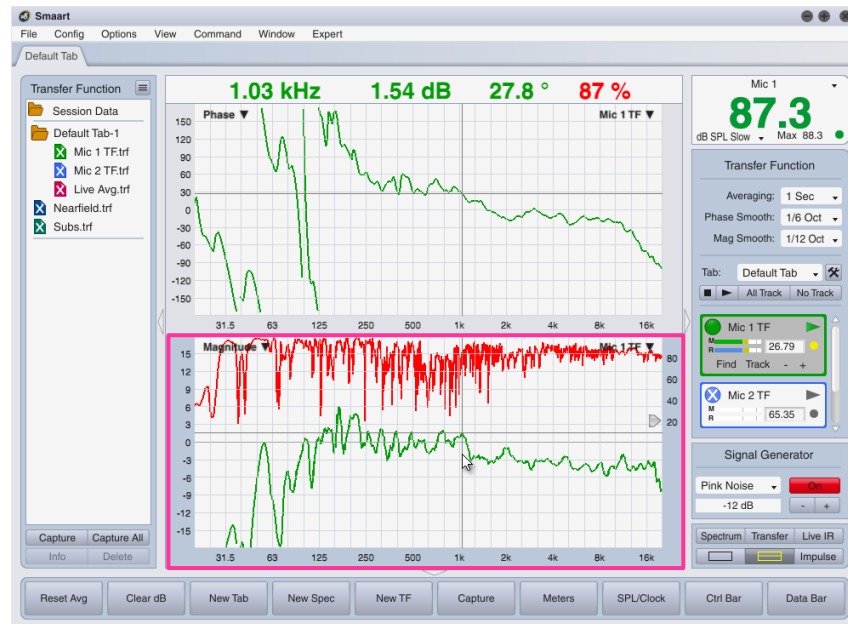 Smaart
File Config Options View Command Window Expert
Default Tab
Transfer Function
Session Data
Default Tab-1
Mic 1 TF.trf
Mic 2 TF.trf
Live Avg.trf
Nearfield.trf
Subs.trf
Capture Capture All
Info Delete
1.03 kHz 1.54 dB 27.8 ° 87 %
Phase ▼ Mic 1 TF ▼
150
120
90
60
30
0
-30
-60
-90
-120
-150
31.5 63 125 250 500 1k 2k 4k 8k 16k
Magnitude ▼ Mic 1 TF ▼
15
12
9
6
3
0
-3
-6
-9
-12
-15
80
60
40
20
31.5 63 125 250 500 1k 2k 4k 8k 16k
Mic 1
87.3
dB SPL Slow Max 88.3
Transfer Function
Averaging: 1 Sec
Phase Smooth: 1/6 Oct
Mag Smooth: 1/12 Oct
Tab: Default Tab
All Track No Track
Mic 1 TF
M
R
26.79
Find Track - +
Mic 2 TF
M
R
65.35
Signal Generator
Pink Noise On
-12 dB - +
Spectrum Transfer Live IR
Impulse
Reset Avg Clear dB New Tab New Spec New TF Capture Meters SPL/Clock Ctrl Bar Data Bar